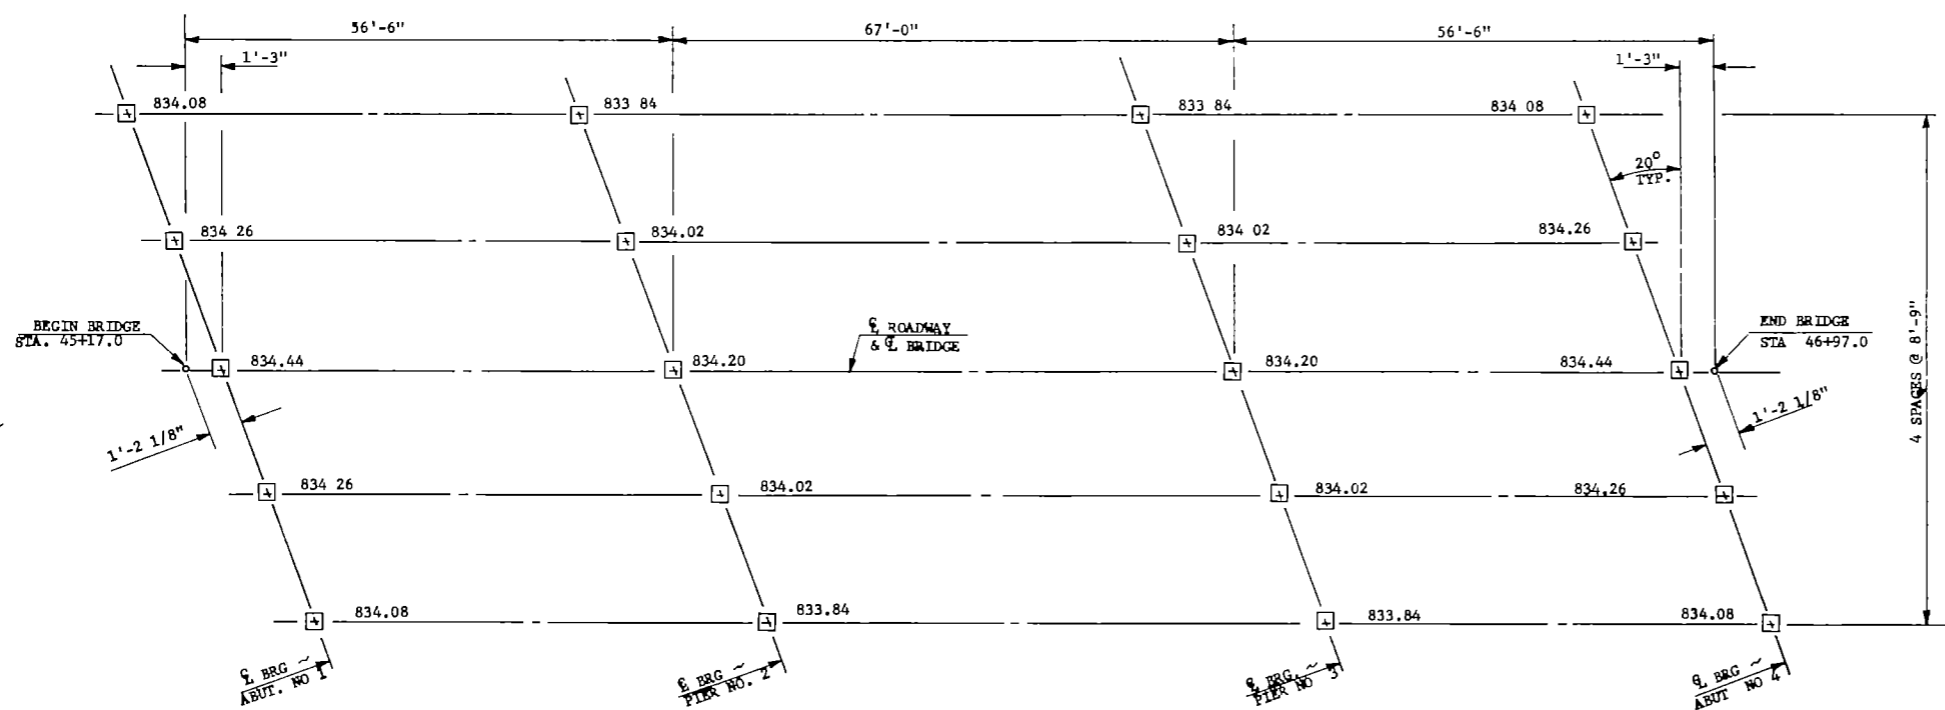 56'-6" 67'-0" 56'-6"
1'-3" 1'-3"
834.08 833 84 833 84 834 08
20°
TYP.
834 26 834.02 834 02 834.26
BEGIN BRIDGE
STA. 45+17.0
℄ ROADWAY
& ℄ BRIDGE
END BRIDGE
STA 46+97.0
834.44 834.20 834.20 834.44
4 SPACES @ 8'-9"
1'-2 1/8" 1'-2 1/8"
834 26 834.02 834.02 834.26
834.08 833.84 833.84 834.08
℄ BRG ~
ABUT. NO 1
℄ BRG ~
PIER NO. 2
℄ BRG. ~
PIER NO 3
℄ BRG ~
ABUT NO 4